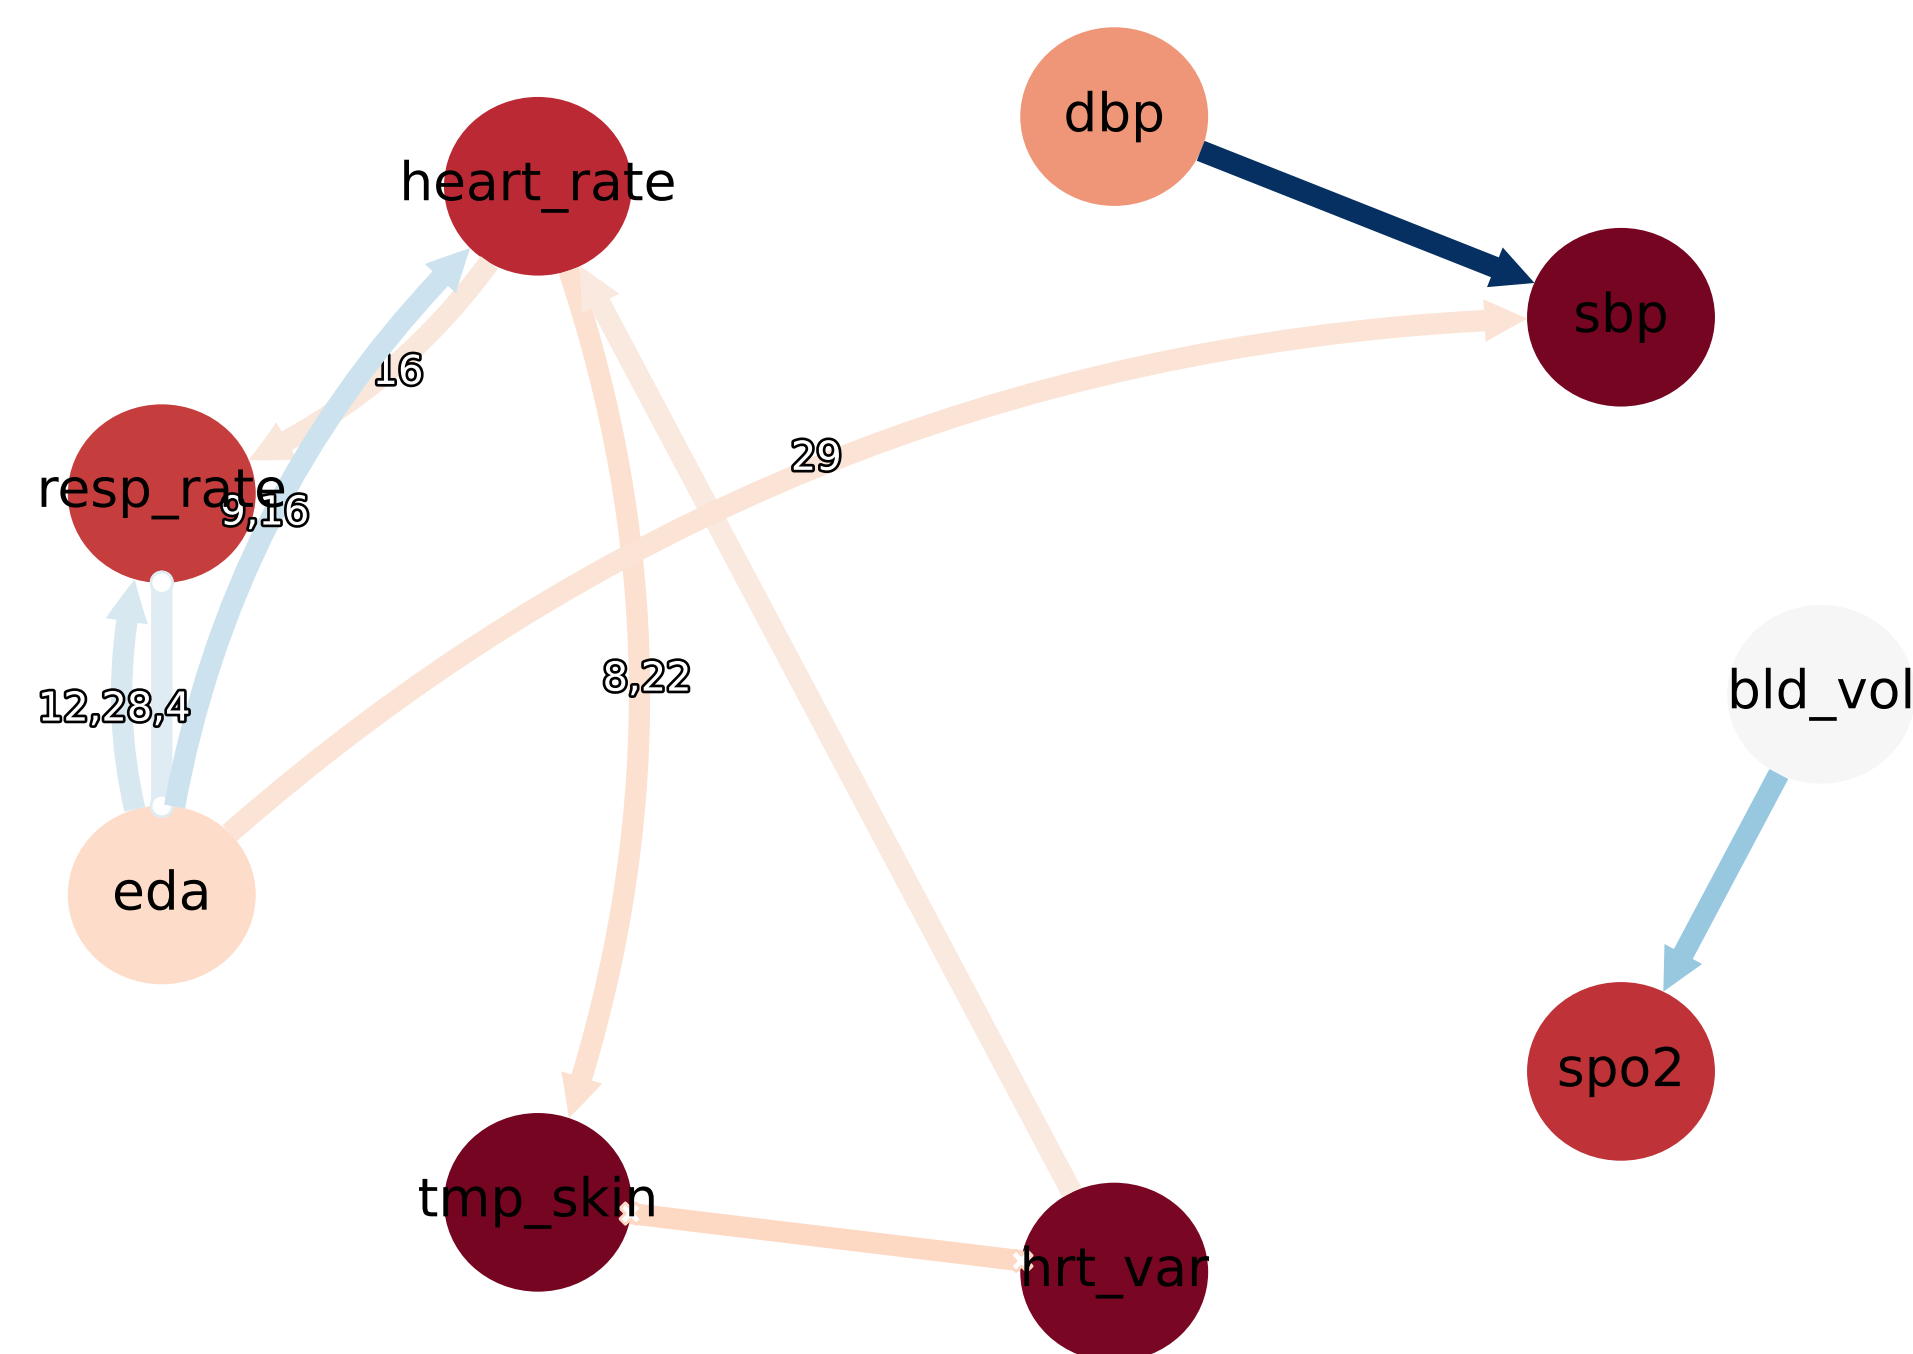 dbp
heart_rate
sbp
16
29
resp_rate
9,16
8,22
bld_vol
12,28,4
eda
spo2
tmp_skin
hrt_var